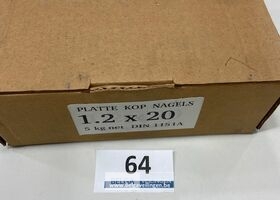 PLATTE KOP NAGELS
1.2 x 20
5 kg net DIN 1151A
64